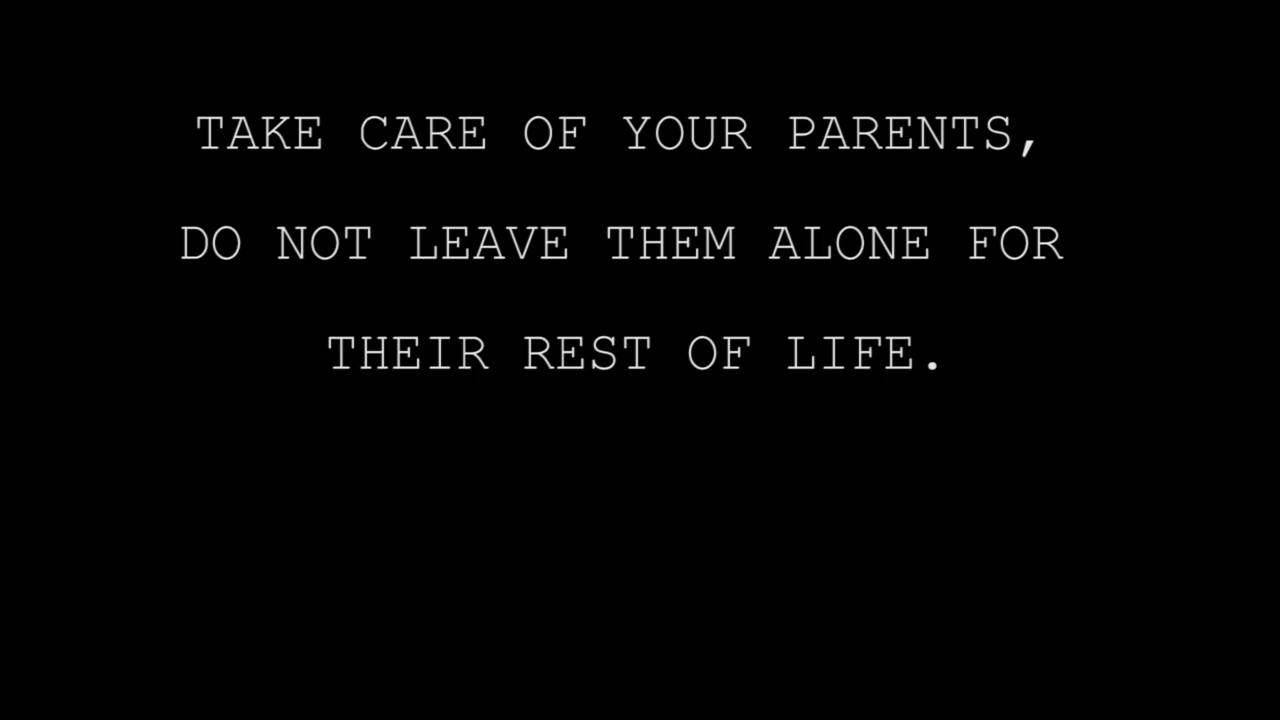 TAKE CARE OF YOUR PARENTS,
DO NOT LEAVE THEM ALONE FOR
THEIR REST OF LIFE.